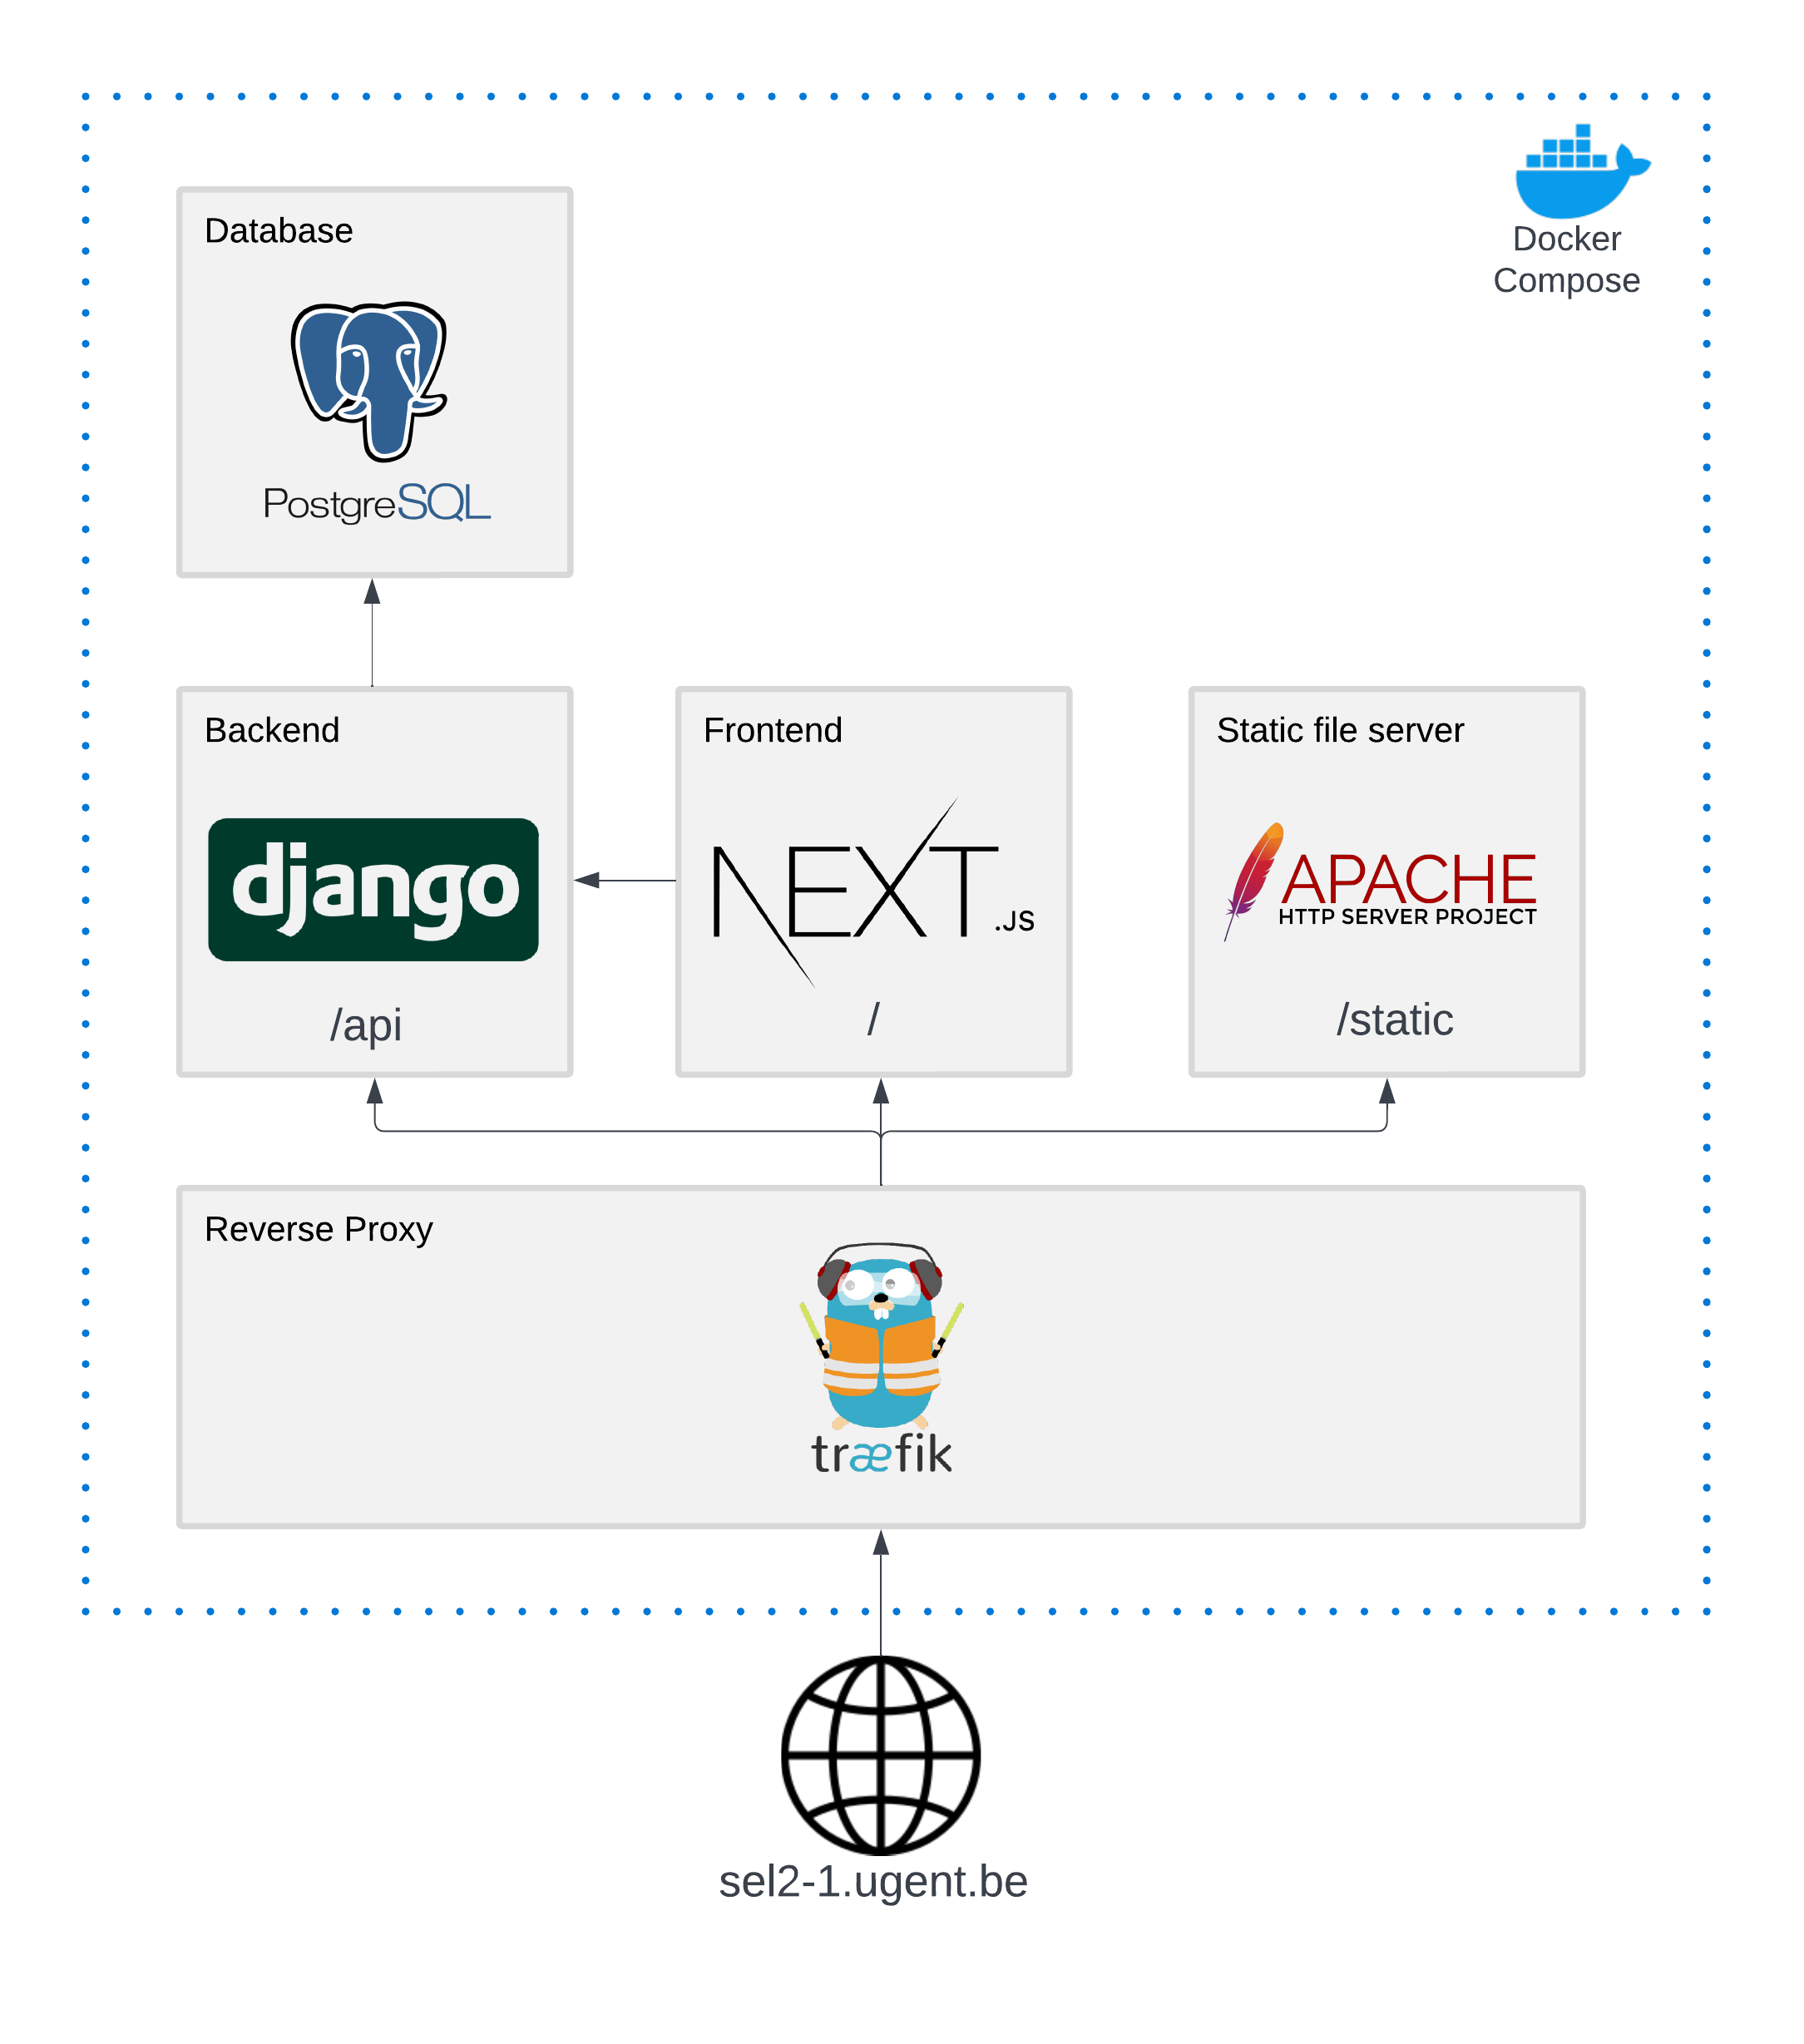 Docker
Compose
Database
PostgreSQL
Backend
django
/api
Frontend
NEXT.JS
/
Static file server
APACHE
HTTP SERVER PROJECT
/static
Reverse Proxy
træfik
sel2-1.ugent.be